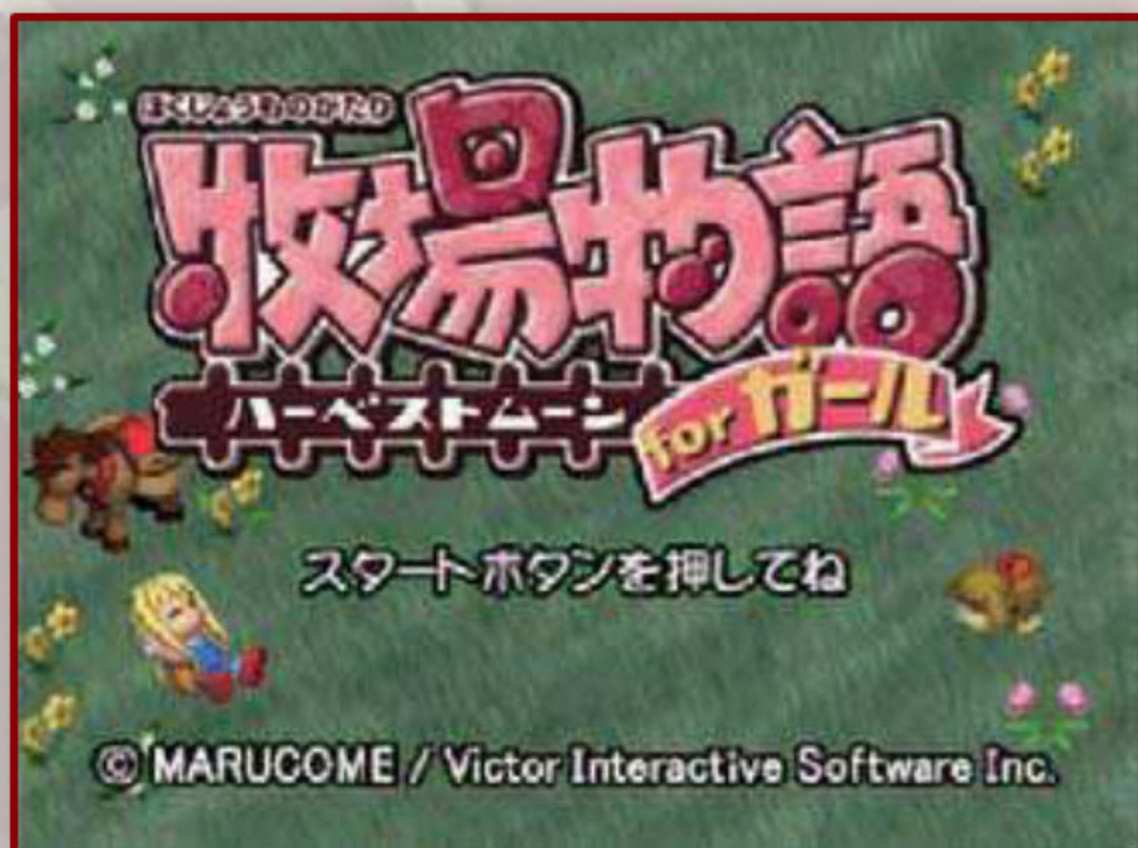 ぼくじょうものがたり
牧場物語
ハーベストムーン for ガール
スタートボタンを押してね
© MARUCOME / Victor Interactive Software Inc.